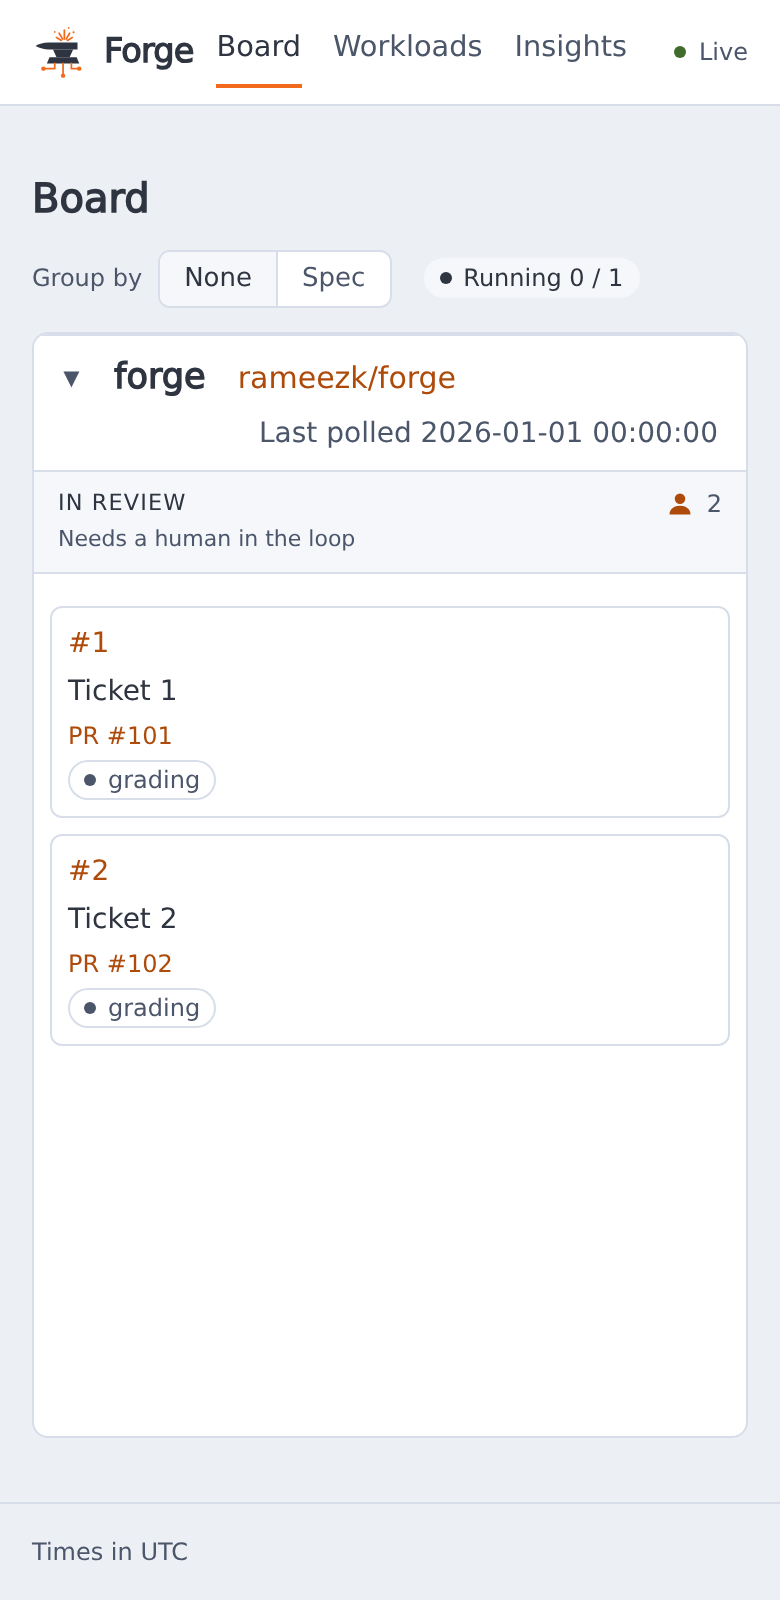 Forge Board Workloads Insights Live
Board
Group by None Spec Running 0 / 1
▼ forge rameezk/forge
Last polled 2026-01-01 00:00:00
IN REVIEW 2
Needs a human in the loop
#1
Ticket 1
PR #101
grading
#2
Ticket 2
PR #102
grading
Times in UTC